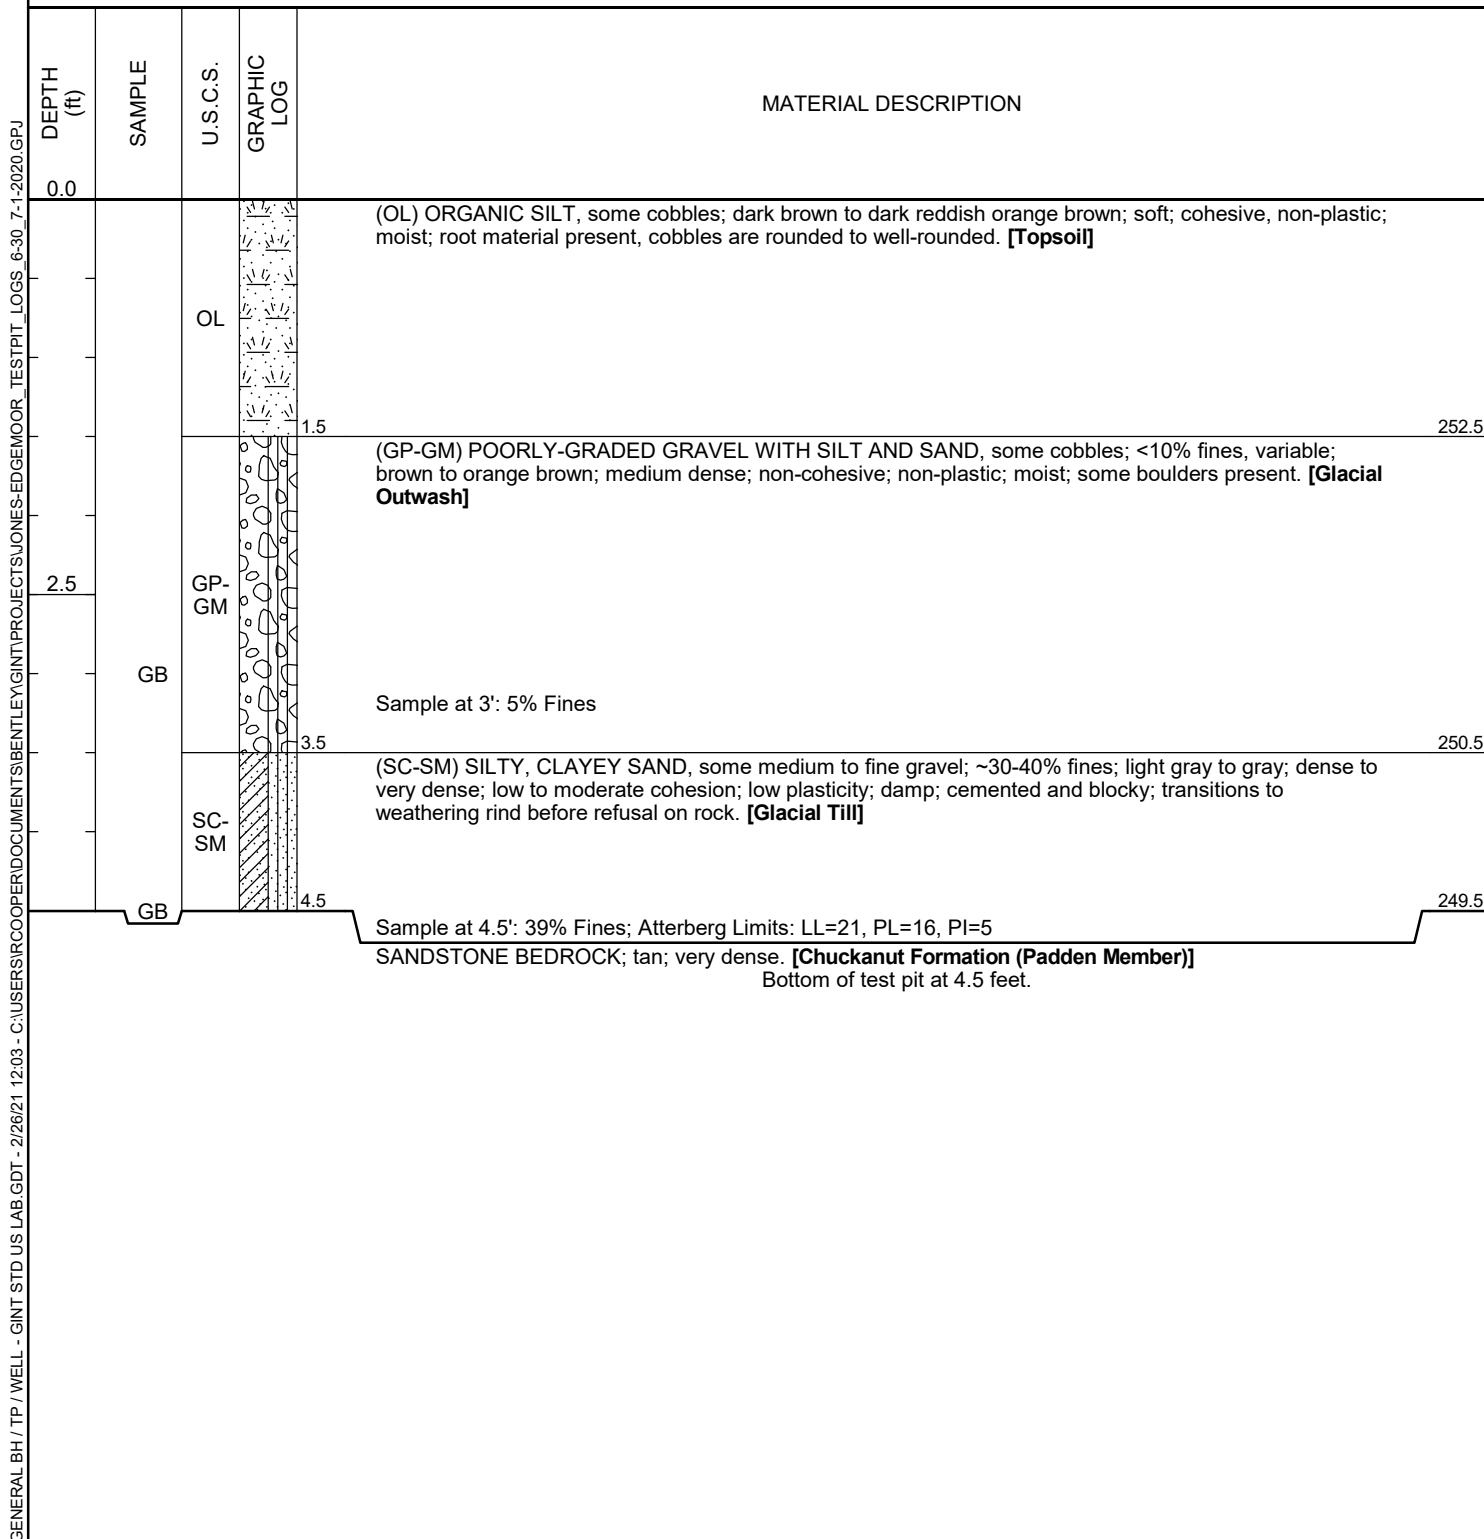 DEPTH
(ft)
SAMPLE
U.S.C.S.
GRAPHIC
LOG
MATERIAL DESCRIPTION
0.0
(OL) ORGANIC SILT, some cobbles; dark brown to dark reddish orange brown; soft; cohesive, non-plastic;
moist; root material present, cobbles are rounded to well-rounded. [Topsoil]
OL
1.5
252.5
(GP-GM) POORLY-GRADED GRAVEL WITH SILT AND SAND, some cobbles; <10% fines, variable;
brown to orange brown; medium dense; non-cohesive; non-plastic; moist; some boulders present. [Glacial
Outwash]
2.5
GP-
GM
GB
Sample at 3': 5% Fines
3.5
250.5
(SC-SM) SILTY, CLAYEY SAND, some medium to fine gravel; ~30-40% fines; light gray to gray; dense to
very dense; low to moderate cohesion; low plasticity; damp; cemented and blocky; transitions to
weathering rind before refusal on rock. [Glacial Till]
SC-
SM
4.5
249.5
GB
Sample at 4.5': 39% Fines; Atterberg Limits: LL=21, PL=16, PI=5
SANDSTONE BEDROCK; tan; very dense. [Chuckanut Formation (Padden Member)]
Bottom of test pit at 4.5 feet.
GENERAL BH / TP / WELL - GINT STD US LAB.GDT - 2/26/21 12:03 - C:\USERS\RCOOPER\DOCUMENTS\BENTLEY\GINT\PROJECTS\JONES-EDGEMOOR_TESTPIT_LOGS_6-30_7-1-2020.GPJ